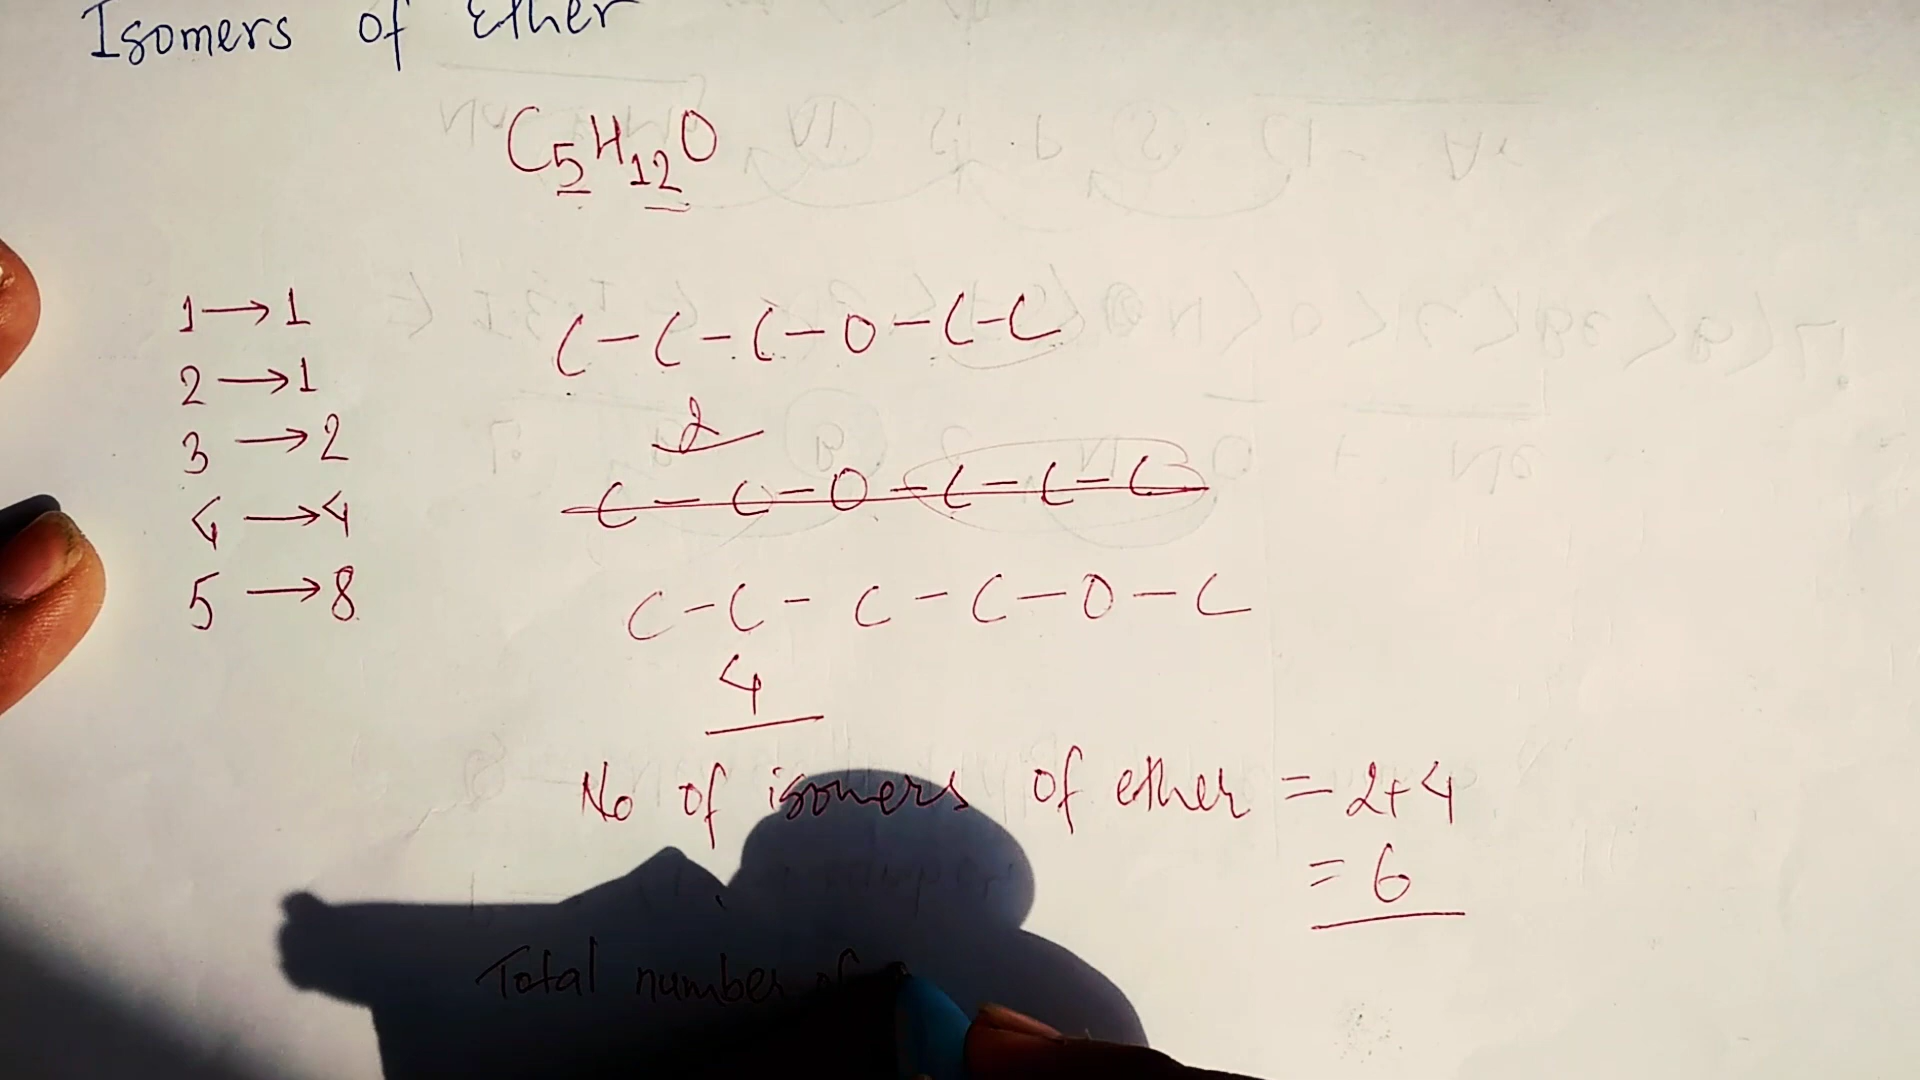 Isomers of Ether
C5H12O
1→1
2→1
3→2
4→4
5→8
C-C-C-O-C-C
2
C-C-O-C-C-C
C-C-C-C-O-C
4
No of isomers of ether = 2+4
= 6
Total number of